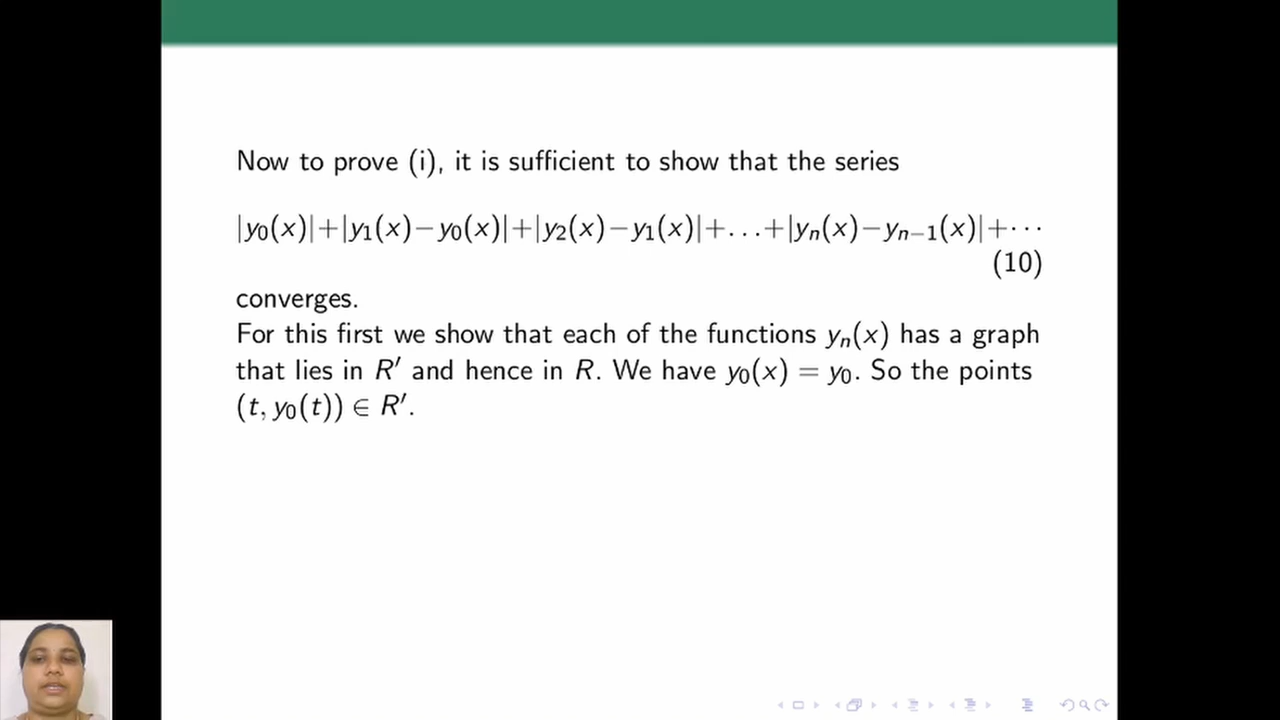 Now to prove (i), it is sufficient to show that the series
|y₀(x)|+|y₁(x)−y₀(x)|+|y₂(x)−y₁(x)|+...+|yₙ(x)−yₙ₋₁(x)|+···
(10)
converges.
For this first we show that each of the functions yₙ(x) has a graph
that lies in R′ and hence in R. We have y₀(x) = y₀. So the points
(t, y₀(t)) ∈ R′.